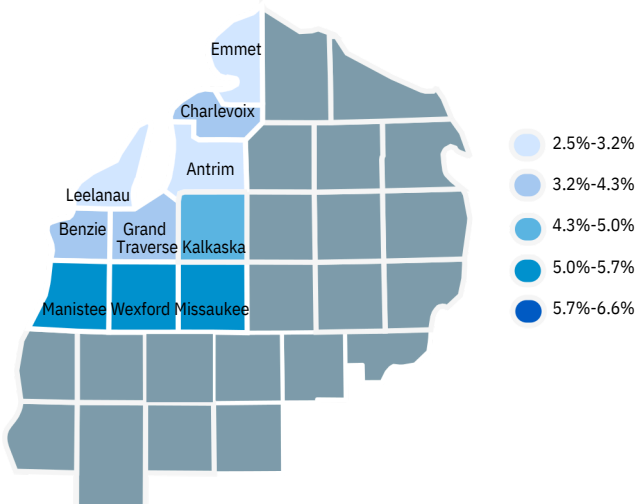 Emmet
Charlevoix
Antrim
Leelanau
Benzie
Grand
Traverse
Kalkaska
Manistee
Wexford
Missaukee
2.5%-3.2%
3.2%-4.3%
4.3%-5.0%
5.0%-5.7%
5.7%-6.6%